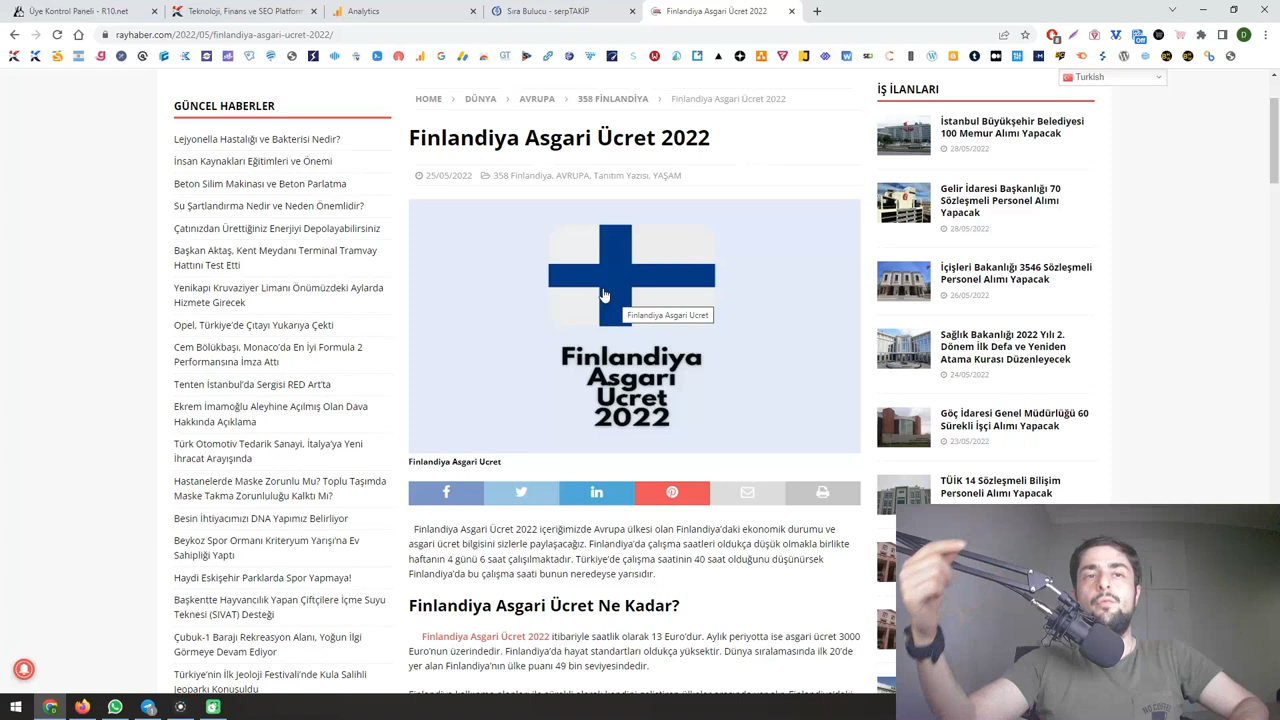 Üye Kontrol Paneli - R10.net
Teknoloji, Finans ve SEO Platform
Analytics
Sıra Bulucu - serpTAKİP
Finlandiya Asgari Ücret 2022
rayhaber.com/2022/05/finlandiya-asgari-ucret-2022/
Turkish
GÜNCEL HABERLER
Lejyonella Hastalığı ve Bakterisi Nedir?
İnsan Kaynakları Eğitimleri ve Önemi
Beton Silim Makinası ve Beton Parlatma
Su Şartlandırma Nedir ve Neden Önemlidir?
Çatınızdan Ürettiğiniz Enerjiyi Depolayabilirsiniz
Başkan Aktaş, Kent Meydanı Terminal Tramvay
Hattını Test Etti
Yenikapı Kruvaziyer Limanı Önümüzdeki Aylarda
Hizmete Girecek
Opel, Türkiye'de Çıtayı Yukarıya Çekti
Cem Bölükbaşı, Monaco'da En İyi Formula 2
Performansına İmza Attı
Tenten İstanbul'da Sergisi RED Art'ta
Ekrem İmamoğlu Aleyhine Açılmış Olan Dava
Hakkında Açıklama
Türk Otomotiv Tedarik Sanayi, İtalya'ya Yeni
İhracat Arayışında
Hastanelerde Maske Zorunlu Mu? Toplu Taşımda
Maske Takma Zorunluluğu Kalktı Mı?
Besin İhtiyacımızı DNA Yapımız Belirliyor
Beykoz Spor Ormanı Kriteryum Yarışı'na Ev
Sahipliği Yaptı
Haydi Eskişehir Parklarda Spor Yapmaya!
Başkentte Hayvancılık Yapan Çiftçilere İçme Suyu
Teknesi (SIVAT) Desteği
Çubuk-1 Barajı Rekreasyon Alanı, Yoğun İlgi
Görmeye Devam Ediyor
Türkiye'nin İlk Jeoloji Festivali'nde Kula Salihli
Jeoparkı Konuşuldu
HOME > DÜNYA > AVRUPA > 358 FİNLANDİYA > Finlandiya Asgari Ücret 2022
Finlandiya Asgari Ücret 2022
25/05/2022 358 Finlandiya, AVRUPA, Tanıtım Yazısı, YAŞAM
Finlandiya Asgari Ucret
Finlandiya
Asgari
Ucret
2022
Finlandiya Asgari Ucret
Finlandiya Asgari Ücret 2022 içeriğimizde Avrupa ülkesi olan Finlandiya'daki ekonomik durumu ve
asgari ücret bilgisini sizlerle paylaşacağız. Finlandiya'da çalışma saatleri oldukça düşük olmakla birlikte
haftanın 4 günü 6 saat çalışılmaktadır. Türkiye'de çalışma saatinin 40 saat olduğunu düşünürsek
Finlandiya'da bu çalışma saati bunun neredeyse yarısıdır.
Finlandiya Asgari Ücret Ne Kadar?
Finlandiya Asgari Ücret 2022 itibariyle saatlik olarak 13 Euro'dur. Aylık periyotta ise asgari ücret 3000
Euro'nun üzerindedir. Finlandiya'da hayat standartları oldukça yüksektir. Dünya sıralamasında ilk 20'de
yer alan Finlandiya'nın ülke puanı 49 bin seviyesindedir.
İŞ İLANLARI
İstanbul Büyükşehir Belediyesi
100 Memur Alımı Yapacak
28/05/2022
Gelir İdaresi Başkanlığı 70
Sözleşmeli Personel Alımı
Yapacak
28/05/2022
İçişleri Bakanlığı 3546 Sözleşmeli
Personel Alımı Yapacak
26/05/2022
Sağlık Bakanlığı 2022 Yılı 2.
Dönem İlk Defa ve Yeniden
Atama Kurası Düzenleyecek
24/05/2022
Göç İdaresi Genel Müdürlüğü 60
Sürekli İşçi Alımı Yapacak
23/05/2022
TÜİK 14 Sözleşmeli Bilişim
Personeli Alımı Yapacak